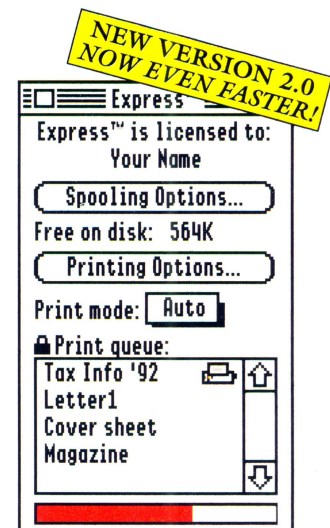 NEW VERSION 2.0
NOW EVEN FASTER!
Express
Express™ is licensed to:
Your Name
Spooling Options...
Free on disk: 564K
Printing Options...
Print mode: Auto
Print queue:
Tax Info '92
Letter1
Cover sheet
Magazine